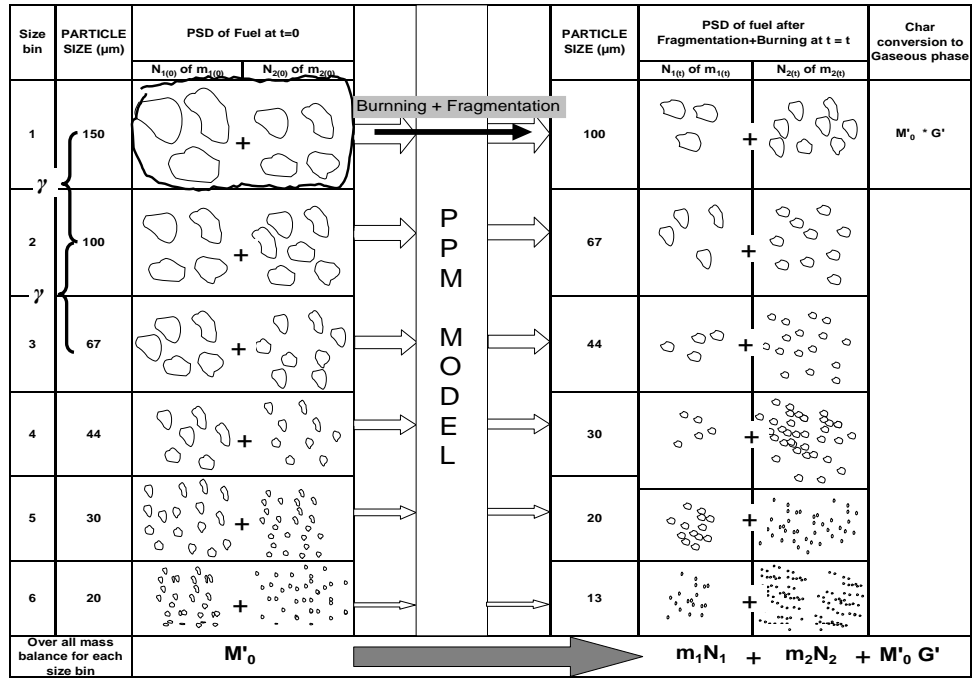 Size bin
PARTICLE SIZE (µm)
PSD of Fuel at t=0
PARTICLE SIZE (µm)
PSD of fuel after
Fragmentation+Burning at t = t
Char conversion to Gaseous phase
N1(0) of m1(0)
N2(0) of m2(0)
N1(t) of m1(t)
N2(t) of m2(t)
Burnning + Fragmentation
1
150
+
100
+
M'0 * G'
γ
2
100
+
67
+
γ
3
67
+
44
+
4
44
+
30
+
5
30
+
20
+
6
20
+
13
+
PPM MODEL
Over all mass
balance for each
size bin
M'0
m1N1 + m2N2 + M'0 G'